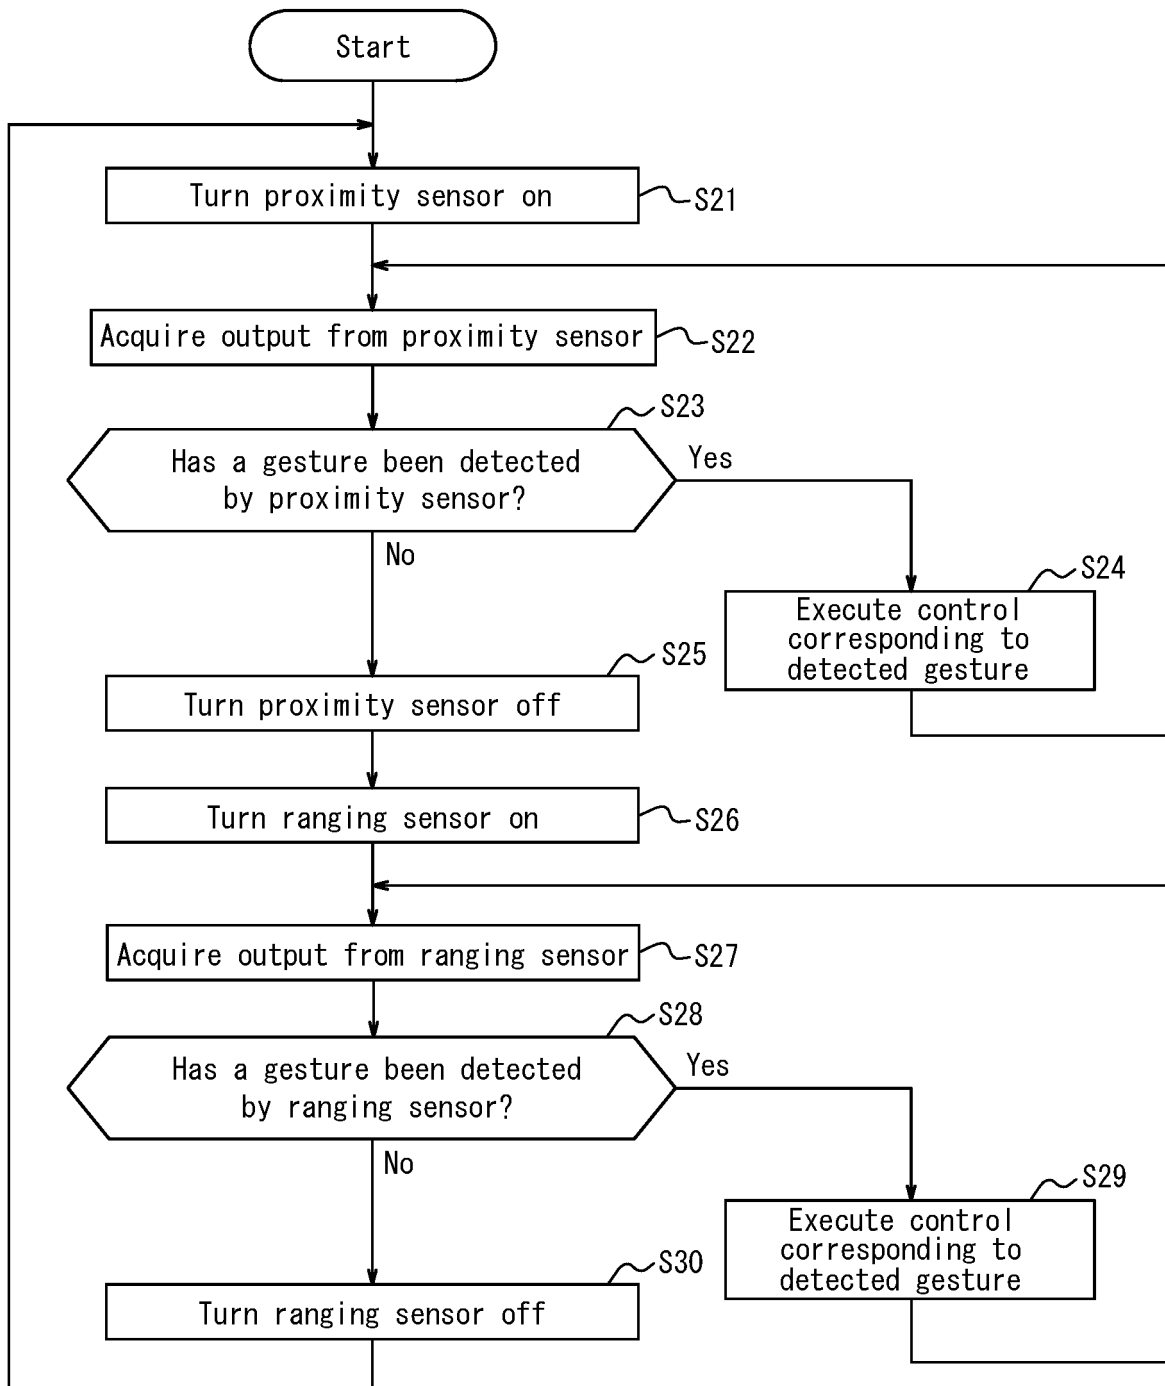 Start
Turn proximity sensor on
S21
Acquire output from proximity sensor
S22
S23
Has a gesture been detected
by proximity sensor?
Yes
No
S24
Execute control
corresponding to
detected gesture
S25
Turn proximity sensor off
Turn ranging sensor on
S26
Acquire output from ranging sensor
S27
S28
Has a gesture been detected
by ranging sensor?
Yes
No
S29
Execute control
corresponding to
detected gesture
S30
Turn ranging sensor off